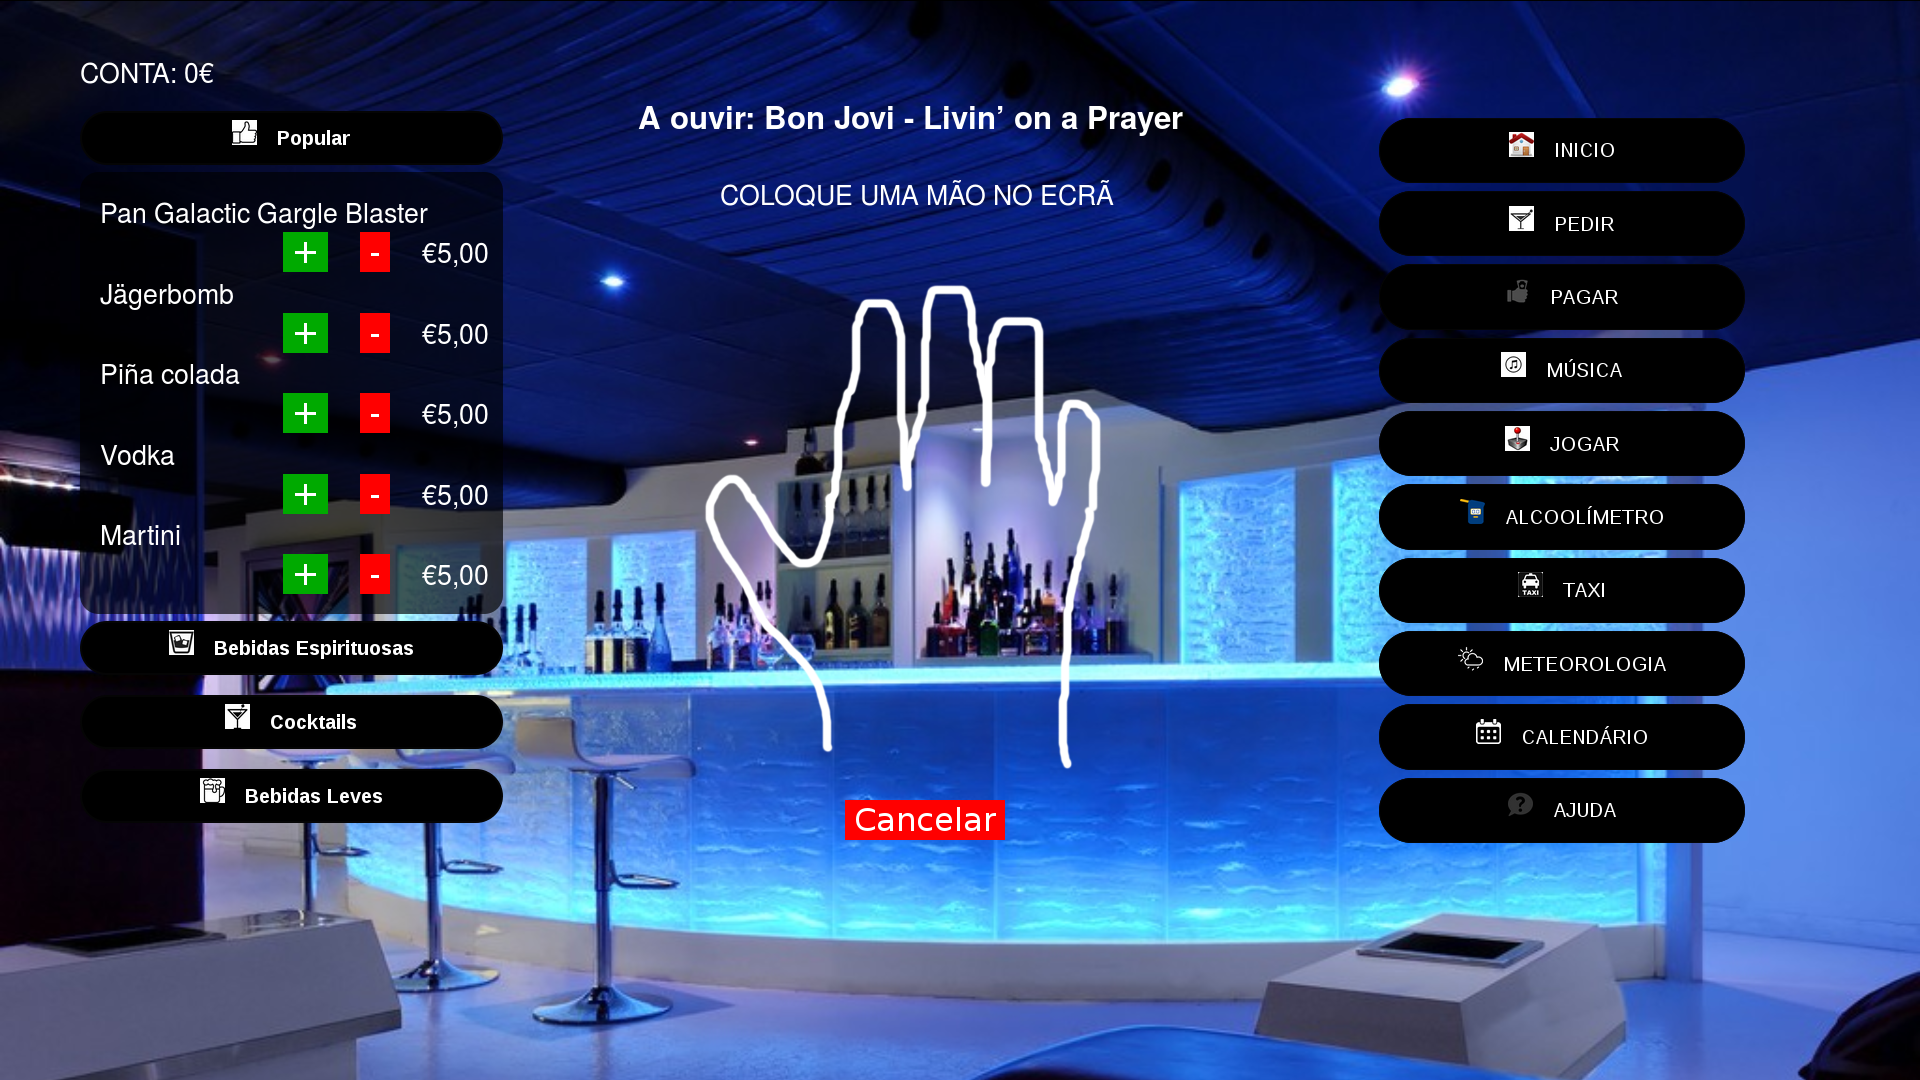 CONTA: 0€
Popular
Pan Galactic Gargle Blaster
+ - €5,00
Jägerbomb
+ - €5,00
Piña colada
+ - €5,00
Vodka
+ - €5,00
Martini
+ - €5,00
Bebidas Espirituosas
Cocktails
Bebidas Leves
A ouvir: Bon Jovi - Livin’ on a Prayer
COLOQUE UMA MÃO NO ECRÃ
Cancelar
INICIO
PEDIR
PAGAR
MÚSICA
JOGAR
ALCOOLÍMETRO
TAXI
TAXI
METEOROLOGIA
CALENDÁRIO
AJUDA